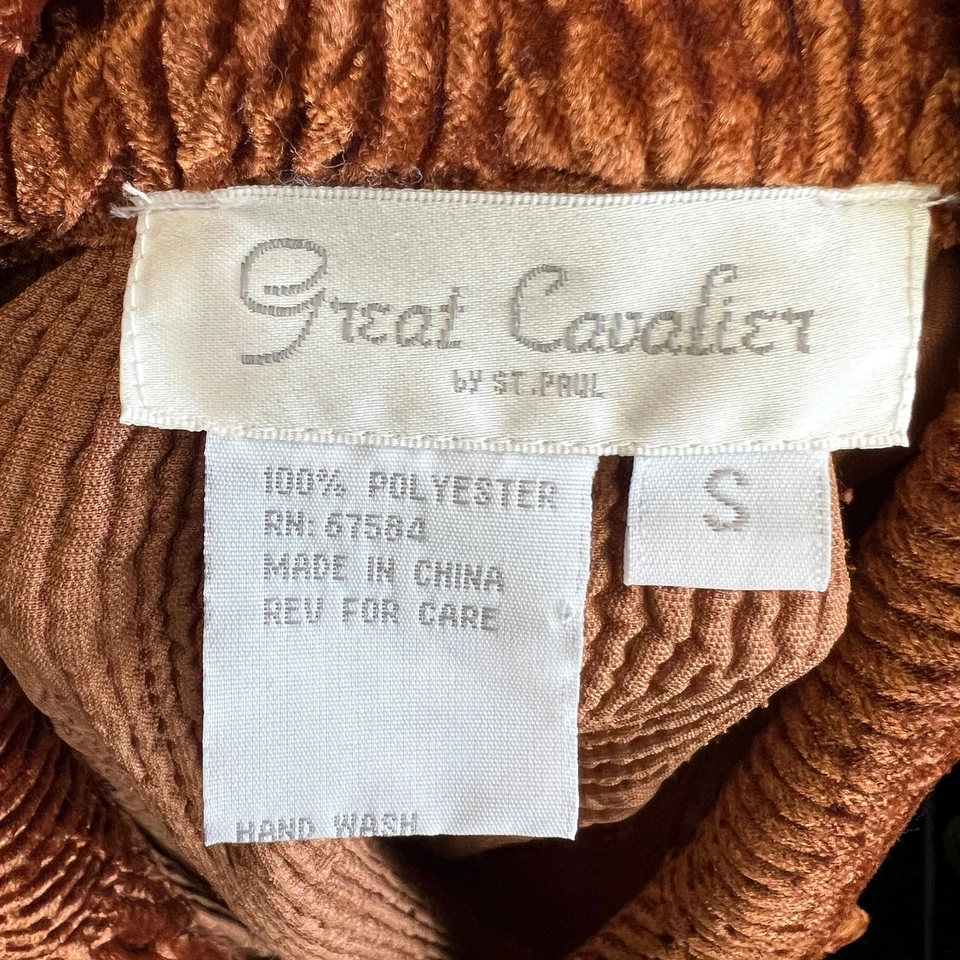 Great Cavalier
by ST.PAUL
100% POLYESTER
RN: 67584
MADE IN CHINA
REV FOR CARE
HAND WASH
S